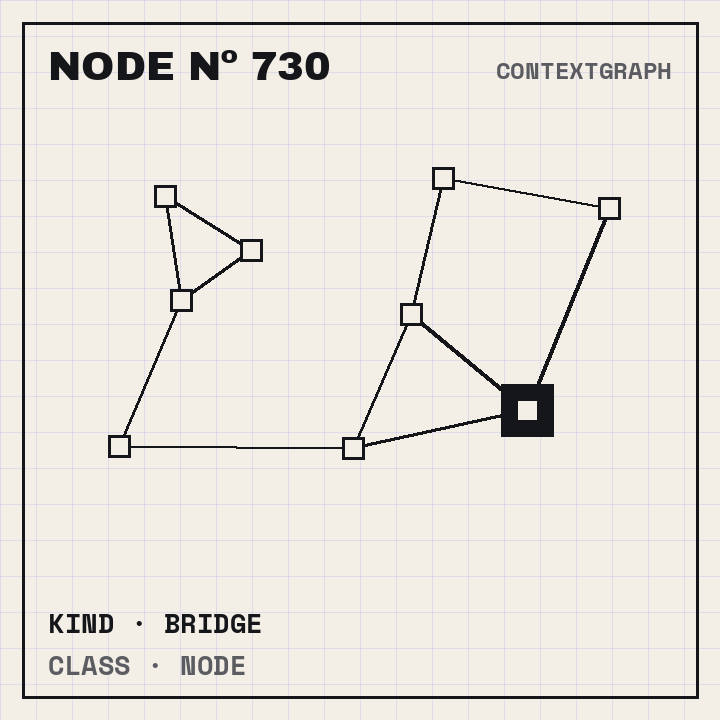 NODE Nº 730
CONTEXTGRAPH
KIND · BRIDGE
CLASS · NODE